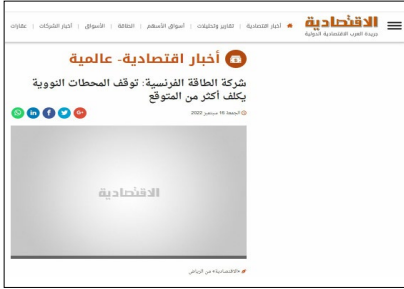 الاقتصادية
جريدة العرب الاقتصادية الدولية
أخبار اقتصادية | تقارير وتحليلات | أسواق الأسهم | الطاقة | الأسواق | أخبار الشركات | عقارات
أخبار اقتصادية- عالمية
شركة الطاقة الفرنسية: توقف المحطات النووية
يكلف أكثر من المتوقع
الجمعة 16 سبتمبر 2022
الاقتصادية
«الاقتصادية» من الرياض